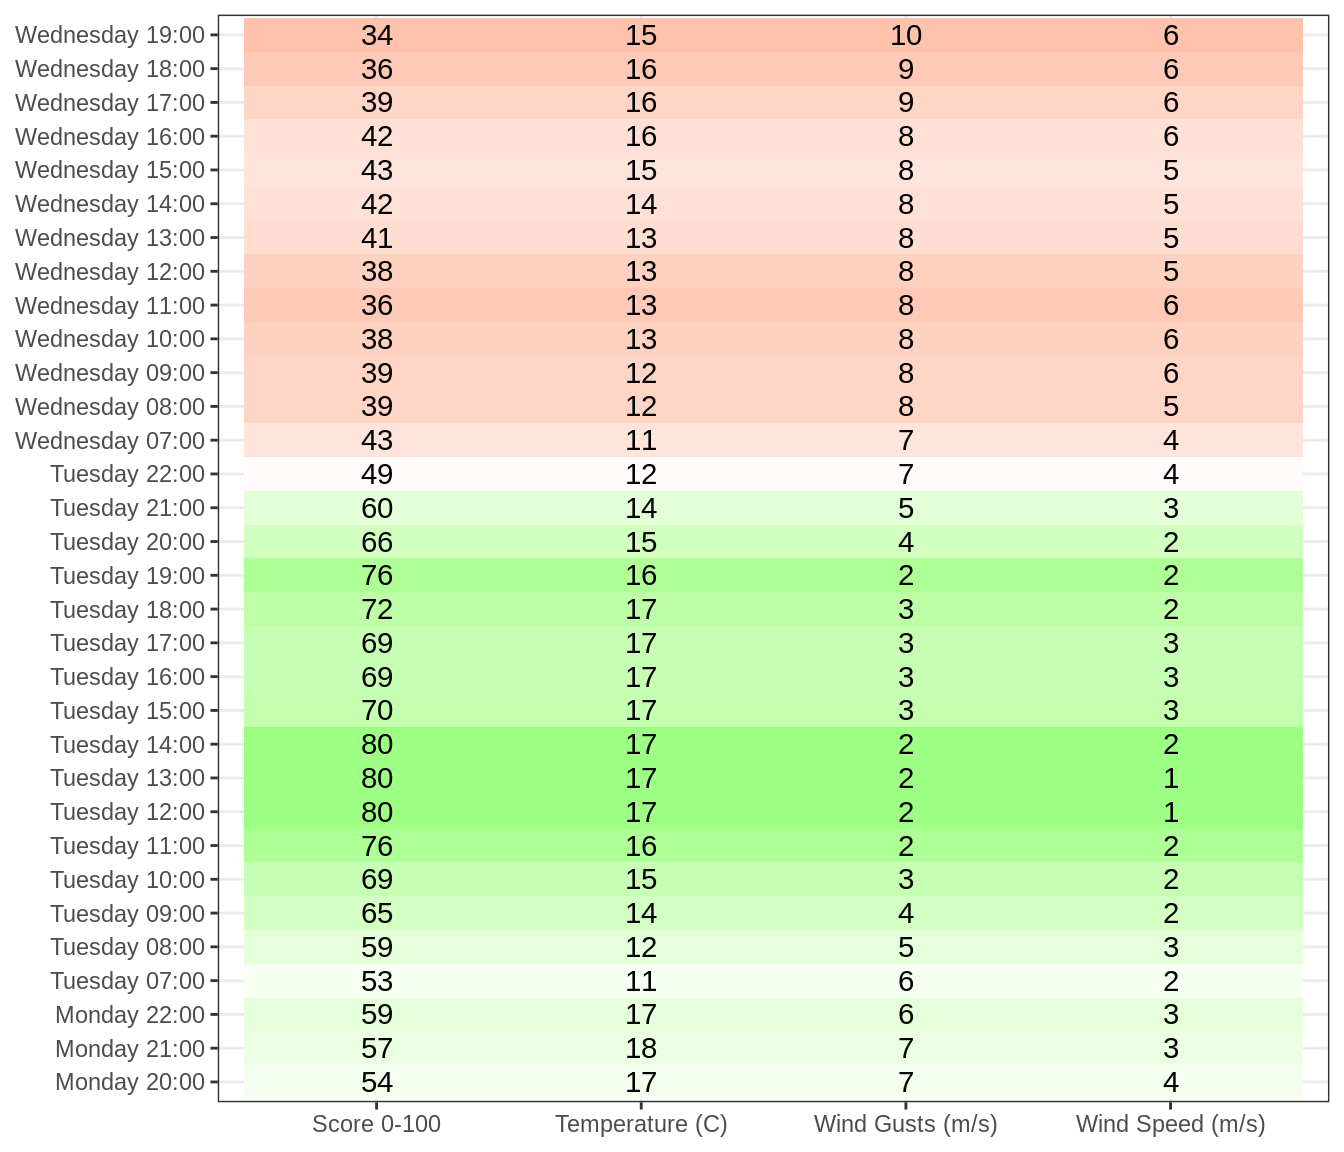 Wednesday 19:00 34 15 10 6
Wednesday 18:00 36 16 9 6
Wednesday 17:00 39 16 9 6
Wednesday 16:00 42 16 8 6
Wednesday 15:00 43 15 8 5
Wednesday 14:00 42 14 8 5
Wednesday 13:00 41 13 8 5
Wednesday 12:00 38 13 8 5
Wednesday 11:00 36 13 8 6
Wednesday 10:00 38 13 8 6
Wednesday 09:00 39 12 8 6
Wednesday 08:00 39 12 8 5
Wednesday 07:00 43 11 7 4
Tuesday 22:00 49 12 7 4
Tuesday 21:00 60 14 5 3
Tuesday 20:00 66 15 4 2
Tuesday 19:00 76 16 2 2
Tuesday 18:00 72 17 3 2
Tuesday 17:00 69 17 3 3
Tuesday 16:00 69 17 3 3
Tuesday 15:00 70 17 3 3
Tuesday 14:00 80 17 2 2
Tuesday 13:00 80 17 2 1
Tuesday 12:00 80 17 2 1
Tuesday 11:00 76 16 2 2
Tuesday 10:00 69 15 3 2
Tuesday 09:00 65 14 4 2
Tuesday 08:00 59 12 5 3
Tuesday 07:00 53 11 6 2
Monday 22:00 59 17 6 3
Monday 21:00 57 18 7 3
Monday 20:00 54 17 7 4
Score 0-100 Temperature (C) Wind Gusts (m/s) Wind Speed (m/s)